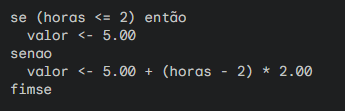 se (horas <= 2) então
  valor <- 5.00
senao
  valor <- 5.00 + (horas - 2) * 2.00
fimse